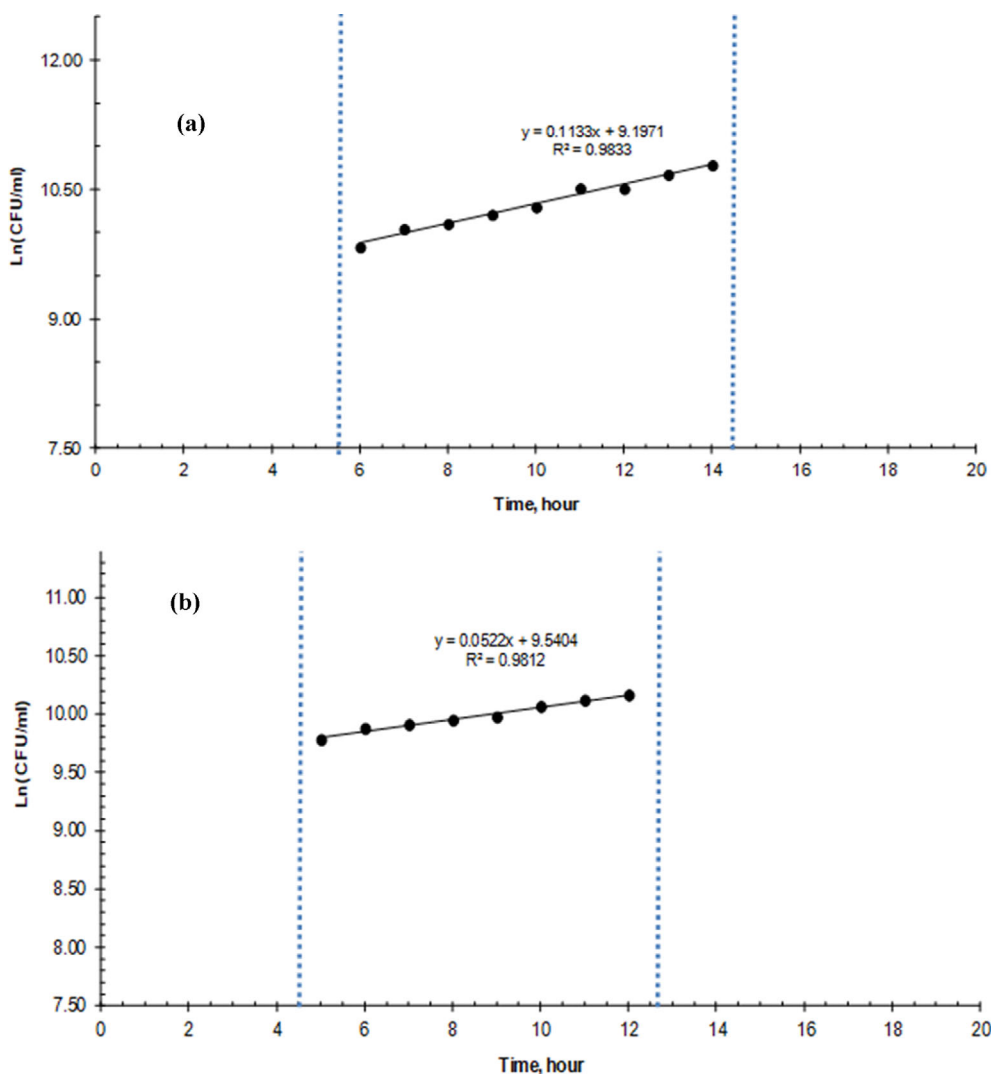 12.00
(a)
y = 0.1133x + 9.1971
R² = 0.9833
10.50
Ln(CFU/ml)
9.00
7.50
0 2 4 6 8 10 12 14 16 18 20
Time, hour
11.00
(b)
y = 0.0522x + 9.5404
10.50
R² = 0.9812
10.00
9.50
Ln(CFU/ml)
9.00
8.50
8.00
7.50
0 2 4 6 8 10 12 14 16 18 20
Time, hour